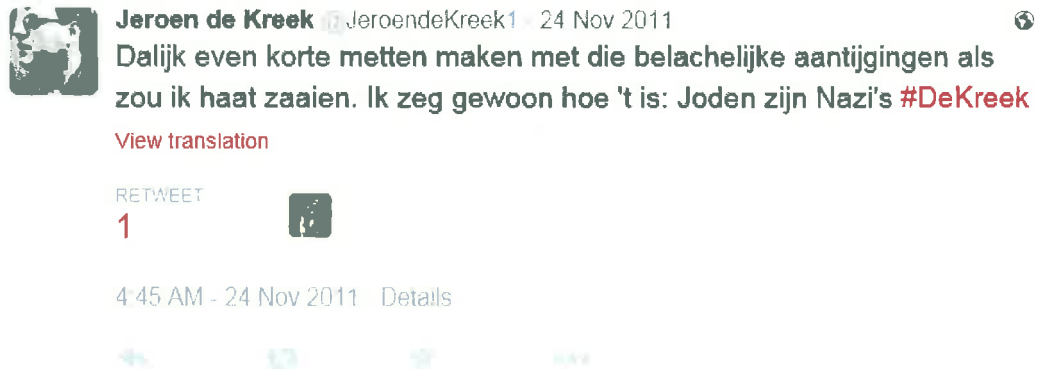 Jeroen de Kreek @JeroendeKreek1 · 24 Nov 2011
Dalijk even korte metten maken met die belachelijke aantijgingen als
zou ik haat zaaien. Ik zeg gewoon hoe 't is: Joden zijn Nazi's #DeKreek
View translation
RETWEET
1
4:45 AM - 24 Nov 2011 Details